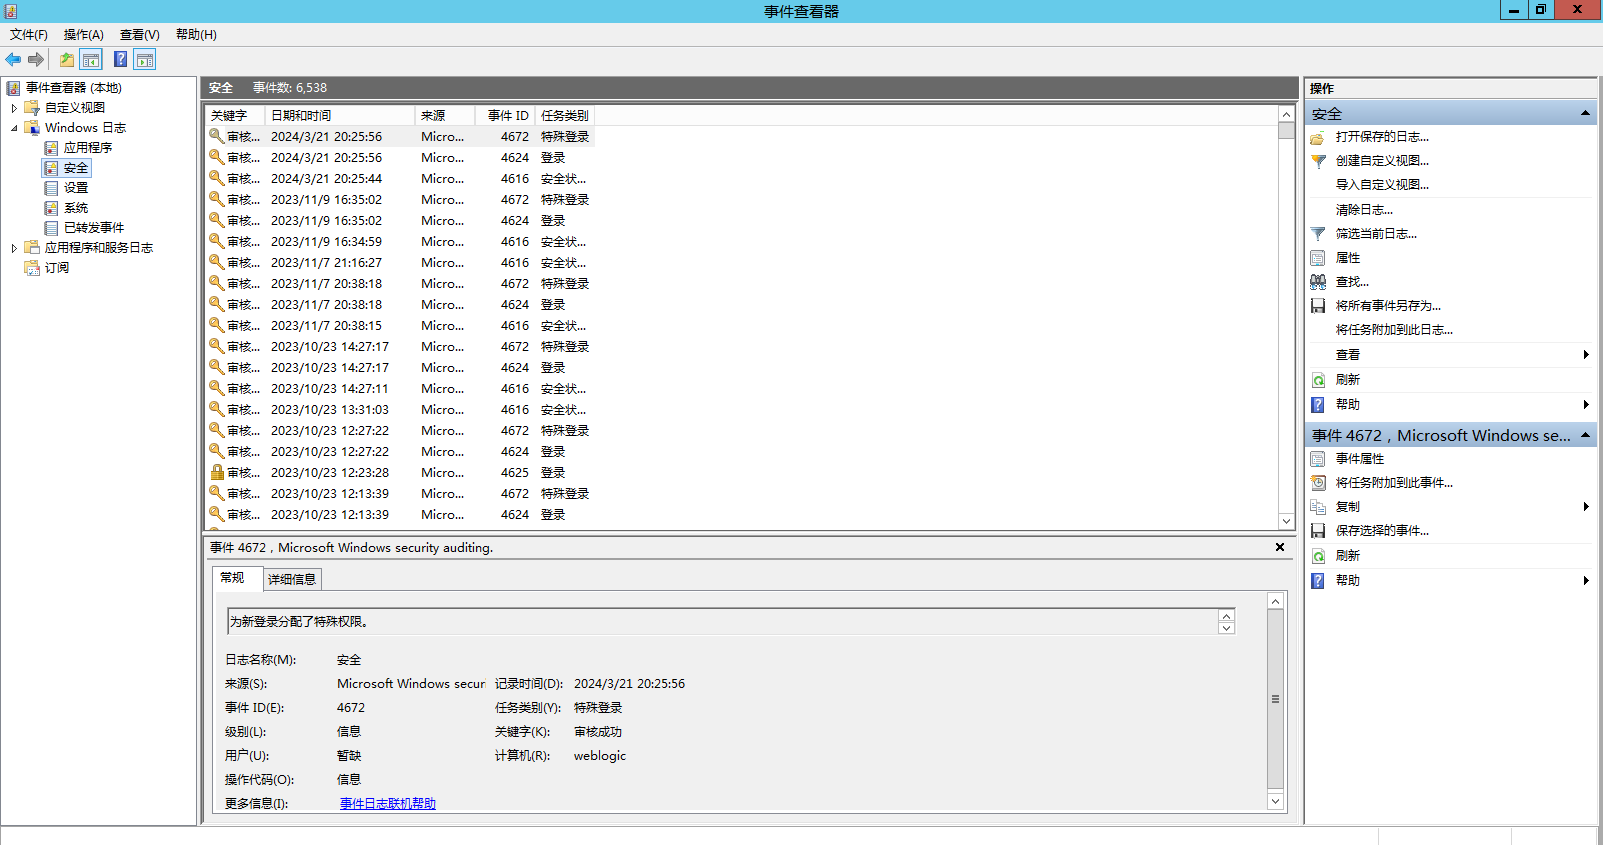 事件查看器
文件(F) 操作(A) 查看(V) 帮助(H)
事件查看器 (本地)
自定义视图
Windows 日志
应用程序
安全
设置
系统
已转发事件
应用程序和服务日志
订阅
安全 事件数: 6,538
关键字 日期和时间 来源 事件 ID 任务类别
审核... 2024/3/21 20:25:56 Micro... 4672 特殊登录
审核... 2024/3/21 20:25:56 Micro... 4624 登录
审核... 2024/3/21 20:25:44 Micro... 4616 安全状...
审核... 2023/11/9 16:35:02 Micro... 4672 特殊登录
审核... 2023/11/9 16:35:02 Micro... 4624 登录
审核... 2023/11/9 16:34:59 Micro... 4616 安全状...
审核... 2023/11/7 21:16:27 Micro... 4616 安全状...
审核... 2023/11/7 20:38:18 Micro... 4672 特殊登录
审核... 2023/11/7 20:38:18 Micro... 4624 登录
审核... 2023/11/7 20:38:15 Micro... 4616 安全状...
审核... 2023/10/23 14:27:17 Micro... 4672 特殊登录
审核... 2023/10/23 14:27:17 Micro... 4624 登录
审核... 2023/10/23 14:27:11 Micro... 4616 安全状...
审核... 2023/10/23 13:31:03 Micro... 4616 安全状...
审核... 2023/10/23 12:27:22 Micro... 4672 特殊登录
审核... 2023/10/23 12:27:22 Micro... 4624 登录
审核... 2023/10/23 12:23:28 Micro... 4625 登录
审核... 2023/10/23 12:13:39 Micro... 4672 特殊登录
审核... 2023/10/23 12:13:39 Micro... 4624 登录
事件 4672，Microsoft Windows security auditing.
常规 详细信息
为新登录分配了特殊权限。
日志名称(M): 安全
来源(S): Microsoft Windows secur 记录时间(D): 2024/3/21 20:25:56
事件 ID(E): 4672 任务类别(Y): 特殊登录
级别(L): 信息 关键字(K): 审核成功
用户(U): 暂缺 计算机(R): weblogic
操作代码(O): 信息
更多信息(I): 事件日志联机帮助
操作
安全
打开保存的日志...
创建自定义视图...
导入自定义视图...
清除日志...
筛选当前日志...
属性
查找...
将所有事件另存为...
将任务附加到此日志...
查看
刷新
帮助
事件 4672，Microsoft Windows se...
事件属性
将任务附加到此事件...
复制
保存选择的事件...
刷新
帮助